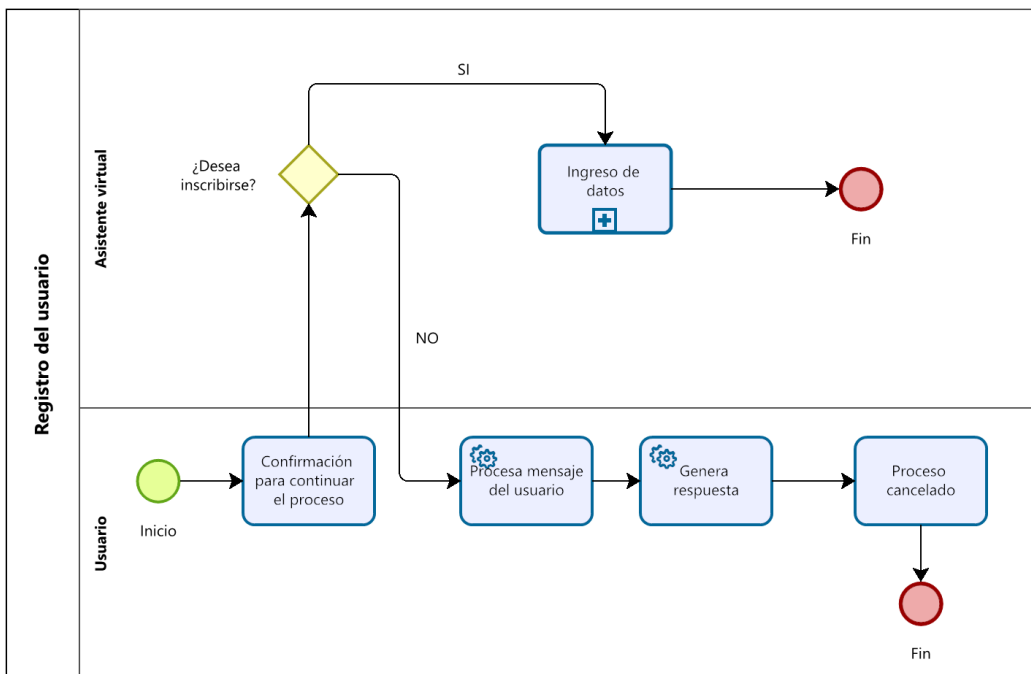 Registro del usuario
Asistente virtual
SI
¿Desea
inscribirse?
Ingreso de
datos
Fin
NO
Usuario
Inicio
Confirmación
para continuar
el proceso
Procesa mensaje
del usuario
Genera
respuesta
Proceso
cancelado
Fin